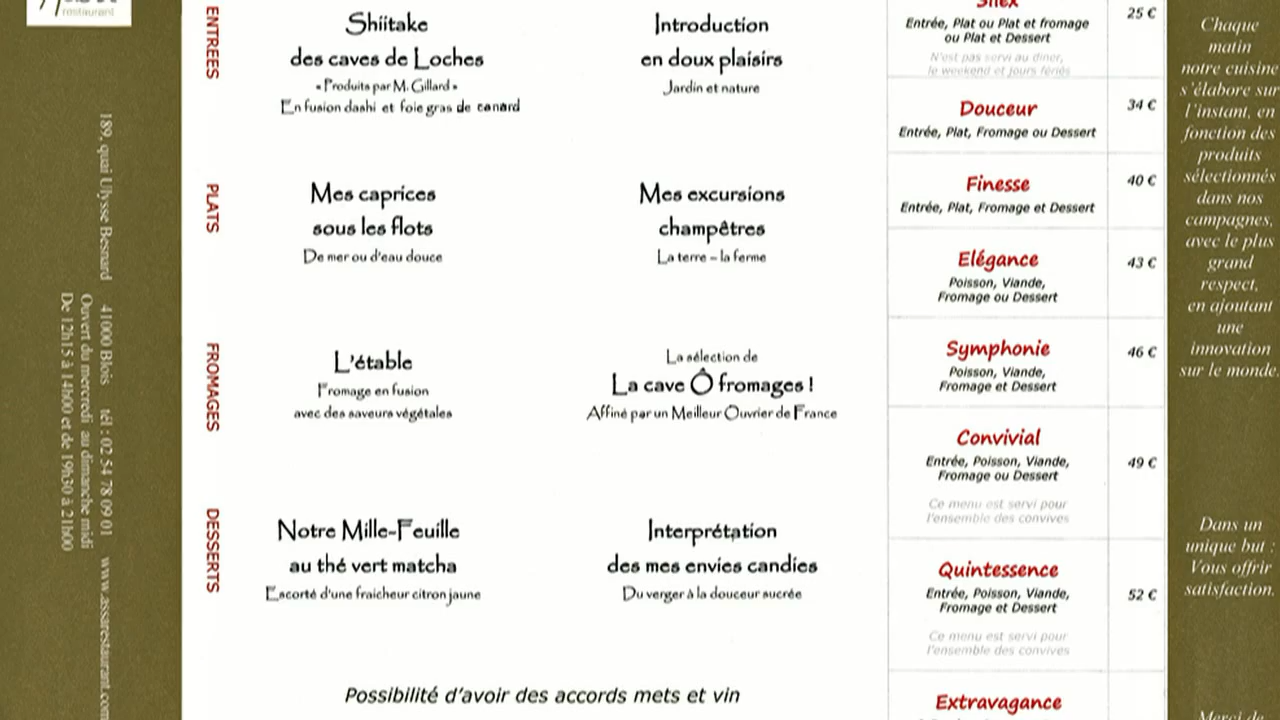 restaurant
189, quai Ulysse Besnard 41000 Blois tél : 02 54 78 09 01 www.assarestaurant.com
Ouvert du mercredi au dimanche midi
De 12h15 à 14h00 et de 19h30 à 21h00
ENTREES
Shiitake
des caves de Loches
« Produits par M. Gillard »
En fusion dashi et foie gras de canard
Introduction
en doux plaisirs
Jardin et nature
PLATS
Mes caprices
sous les flots
De mer ou d'eau douce
Mes excursions
champêtres
La terre – la ferme
FROMAGES
L'étable
Fromage en fusion
avec des saveurs végétales
La sélection de
La cave Ô fromages !
Affiné par un Meilleur Ouvrier de France
DESSERTS
Notre Mille-Feuille
au thé vert matcha
Escorté d'une fraicheur citron jaune
Interprétation
des mes envies candies
Du verger à la douceur sucrée
Possibilité d'avoir des accords mets et vin
Silex
25 €
Entrée, Plat ou Plat et fromage
ou Plat et Dessert
N'est pas servi au diner,
le weekend et jours fériés
Douceur
34 €
Entrée, Plat, Fromage ou Dessert
Finesse
40 €
Entrée, Plat, Fromage et Dessert
Elégance
43 €
Poisson, Viande,
Fromage ou Dessert
Symphonie
46 €
Poisson, Viande,
Fromage et Dessert
Convivial
49 €
Entrée, Poisson, Viande,
Fromage ou Dessert
Ce menu est servi pour
l'ensemble des convives
Quintessence
52 €
Entrée, Poisson, Viande,
Fromage et Dessert
Ce menu est servi pour
l'ensemble des convives
Extravagance
Chaque
matin
notre cuisine
s'élabore sur
l'instant, en
fonction des
produits
sélectionnés
dans nos
campagnes,
avec le plus
grand
respect,
en ajoutant
une
innovation
sur le monde.
Dans un
unique but :
Vous offrir
satisfaction.
Merci de